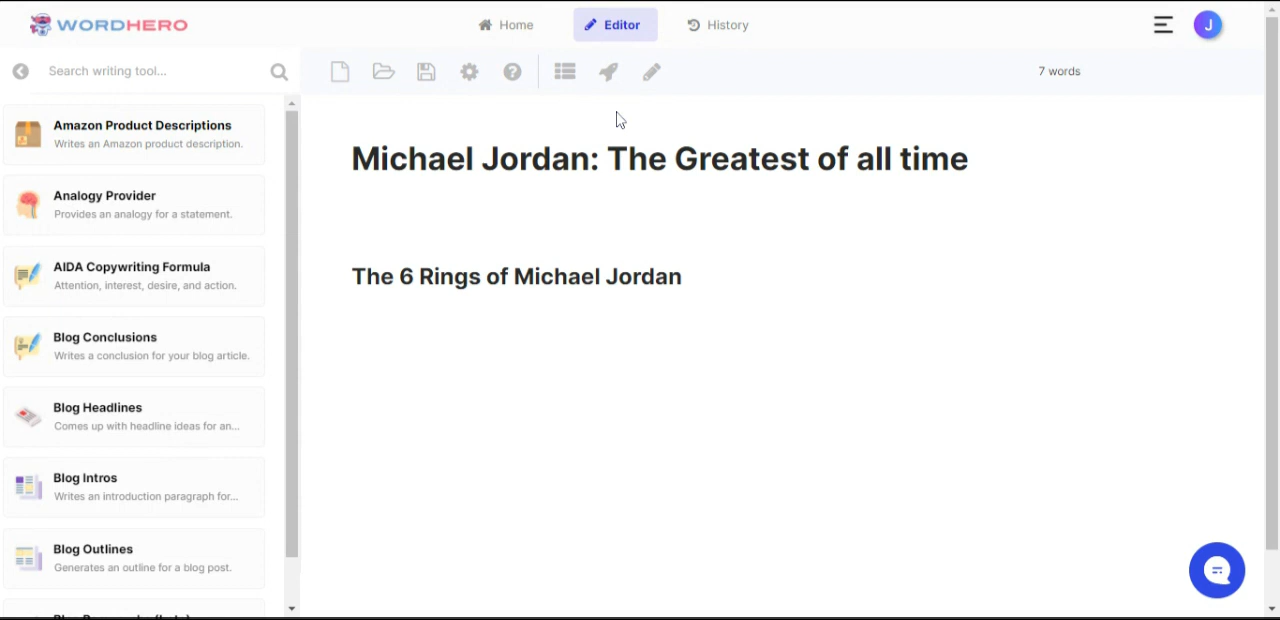 WORDHERO
Home
Editor
History
J
Search writing tool...
7 words
Amazon Product Descriptions
Writes an Amazon product description.
Analogy Provider
Provides an analogy for a statement.
AIDA Copywriting Formula
Attention, interest, desire, and action.
Blog Conclusions
Writes a conclusion for your blog article.
Blog Headlines
Comes up with headline ideas for an...
Blog Intros
Writes an introduction paragraph for...
Blog Outlines
Generates an outline for a blog post.
Michael Jordan: The Greatest of all time
The 6 Rings of Michael Jordan